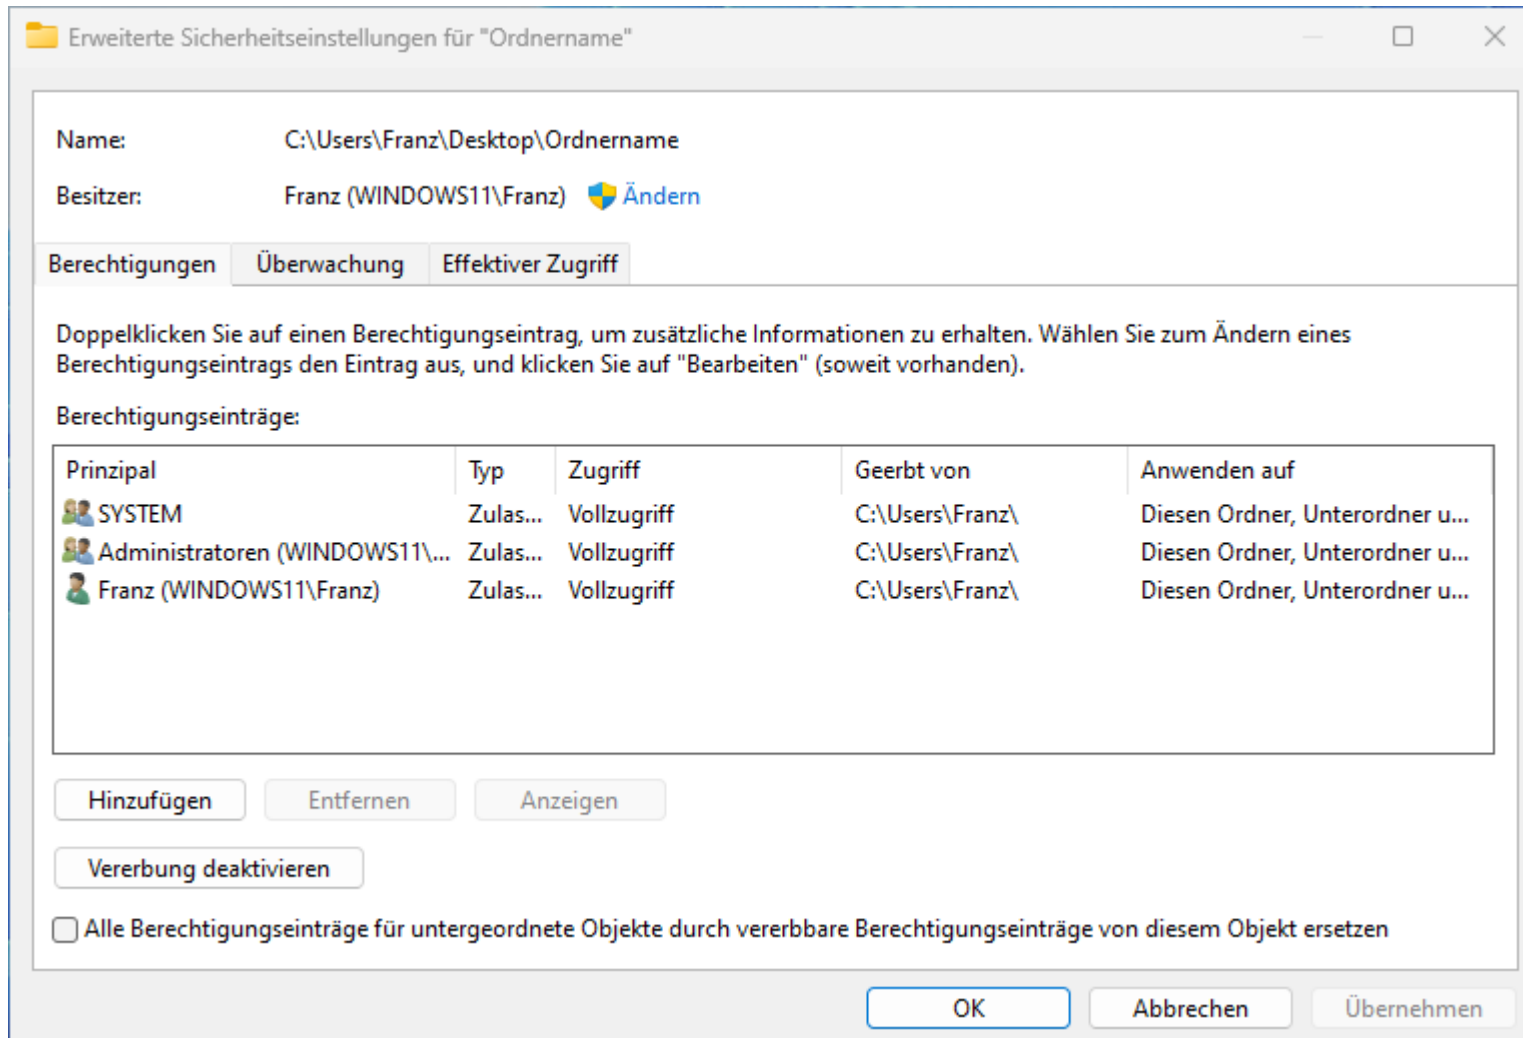 Erweiterte Sicherheitseinstellungen für "Ordnername"
Name: C:\Users\Franz\Desktop\Ordnername
Besitzer: Franz (WINDOWS11\Franz) Ändern
Berechtigungen Überwachung Effektiver Zugriff
Doppelklicken Sie auf einen Berechtigungseintrag, um zusätzliche Informationen zu erhalten. Wählen Sie zum Ändern eines
Berechtigungseintrags den Eintrag aus, und klicken Sie auf "Bearbeiten" (soweit vorhanden).
Berechtigungseinträge:
Prinzipal Typ Zugriff Geerbt von Anwenden auf
SYSTEM Zulas... Vollzugriff C:\Users\Franz\ Diesen Ordner, Unterordner u...
Administratoren (WINDOWS11\... Zulas... Vollzugriff C:\Users\Franz\ Diesen Ordner, Unterordner u...
Franz (WINDOWS11\Franz) Zulas... Vollzugriff C:\Users\Franz\ Diesen Ordner, Unterordner u...
Hinzufügen Entfernen Anzeigen
Vererbung deaktivieren
Alle Berechtigungseinträge für untergeordnete Objekte durch vererbbare Berechtigungseinträge von diesem Objekt ersetzen
OK Abbrechen Übernehmen